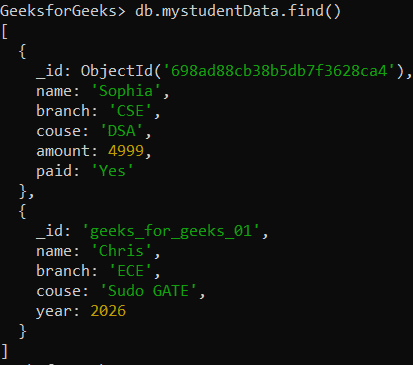 GeeksforGeeks> db.mystudentData.find()
[
  {
    _id: ObjectId('698ad88cb38b5db7f3628ca4'),
    name: 'Sophia',
    branch: 'CSE',
    couse: 'DSA',
    amount: 4999,
    paid: 'Yes'
  },
  {
    _id: 'geeks_for_geeks_01',
    name: 'Chris',
    branch: 'ECE',
    couse: 'Sudo GATE',
    year: 2026
  }
]